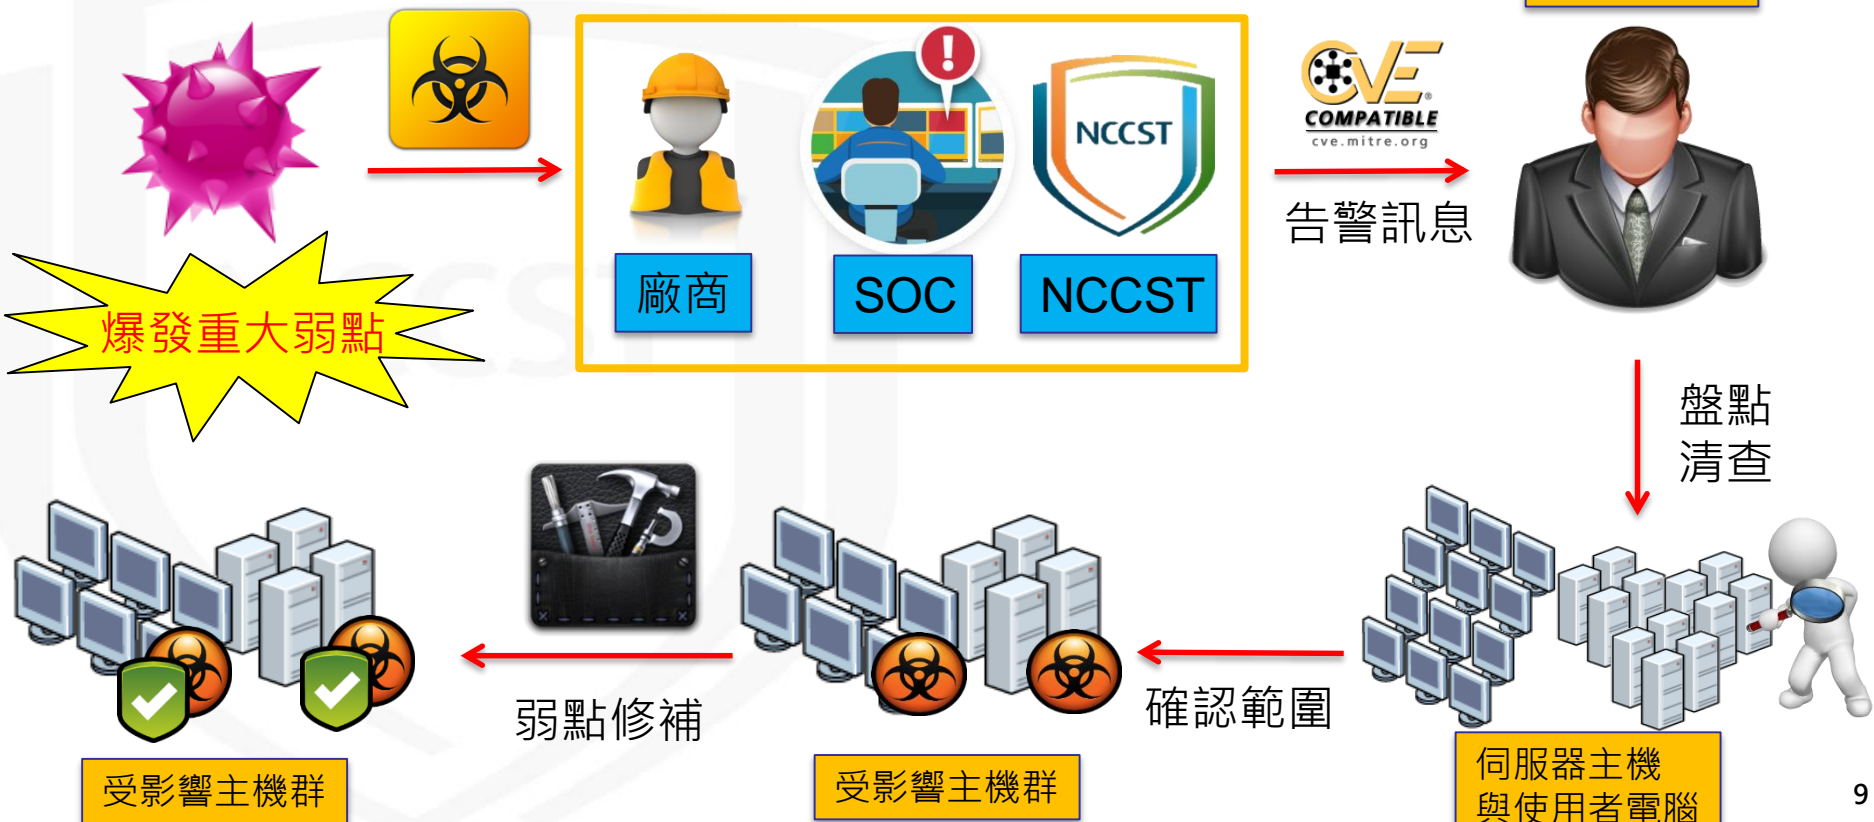 CVE
COMPATIBLE
cve.mitre.org
NCCST
告警訊息
廠商
SOC
NCCST
爆發重大弱點
盤點
清查
弱點修補
確認範圍
受影響主機群
受影響主機群
伺服器主機
與使用者電腦
9